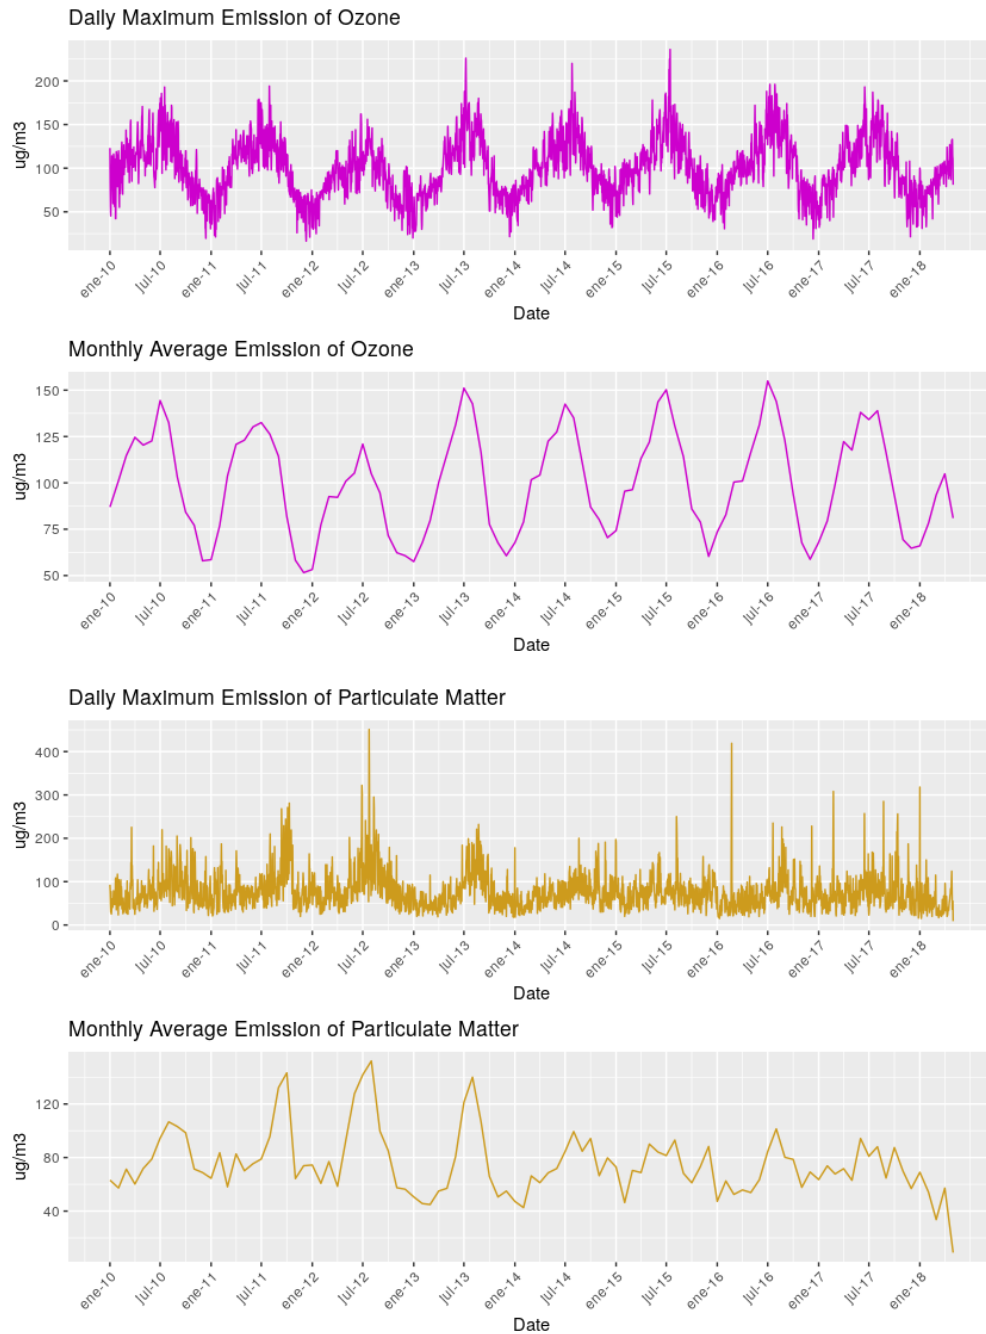 Daily Maximum Emission of Ozone
ug/m3
200
150
100
50
ene-10
jul-10
ene-11
jul-11
ene-12
jul-12
ene-13
jul-13
ene-14
jul-14
ene-15
jul-15
ene-16
jul-16
ene-17
jul-17
ene-18
Date
Monthly Average Emission of Ozone
ug/m3
150
125
100
75
50
ene-10
jul-10
ene-11
jul-11
ene-12
jul-12
ene-13
jul-13
ene-14
jul-14
ene-15
jul-15
ene-16
jul-16
ene-17
jul-17
ene-18
Date
Daily Maximum Emission of Particulate Matter
ug/m3
400
300
200
100
0
ene-10
jul-10
ene-11
jul-11
ene-12
jul-12
ene-13
jul-13
ene-14
jul-14
ene-15
jul-15
ene-16
jul-16
ene-17
jul-17
ene-18
Date
Monthly Average Emission of Particulate Matter
ug/m3
120
80
40
ene-10
jul-10
ene-11
jul-11
ene-12
jul-12
ene-13
jul-13
ene-14
jul-14
ene-15
jul-15
ene-16
jul-16
ene-17
jul-17
ene-18
Date